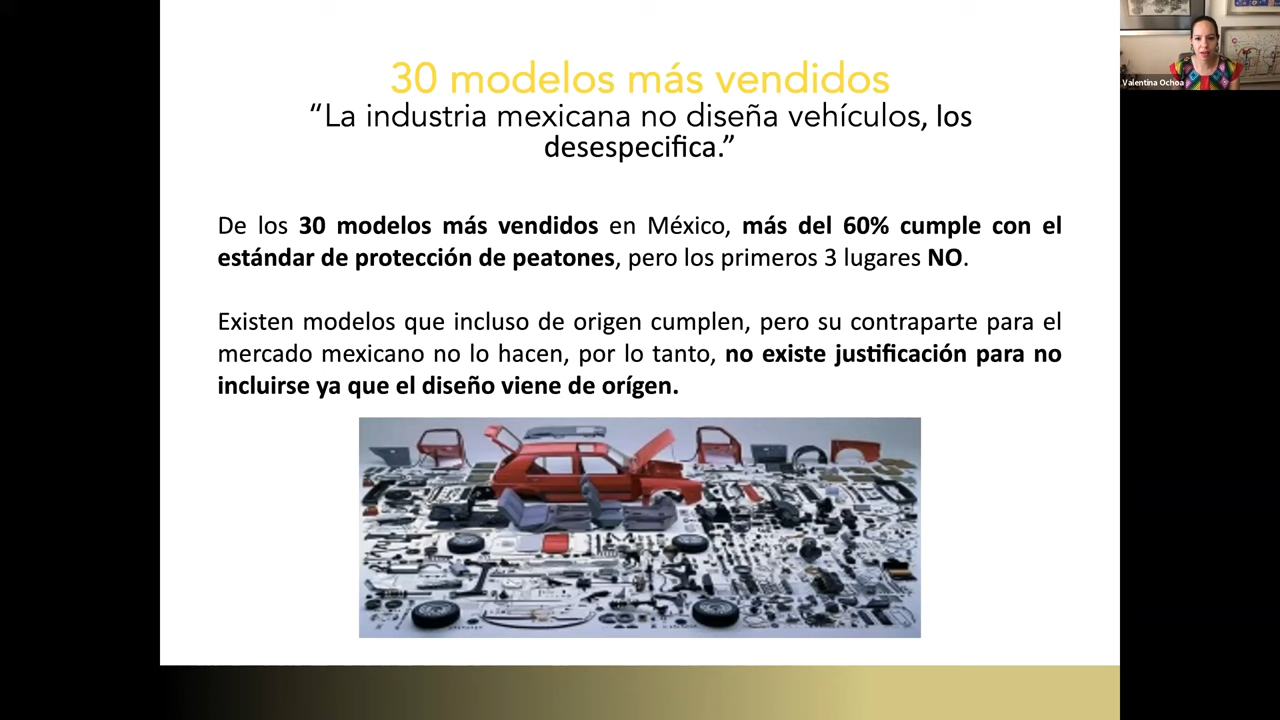 30 modelos más vendidos
“La industria mexicana no diseña vehículos, los
desespecifica.”
De los 30 modelos más vendidos en México, más del 60% cumple con el
estándar de protección de peatones, pero los primeros 3 lugares NO.
Existen modelos que incluso de origen cumplen, pero su contraparte para el
mercado mexicano no lo hacen, por lo tanto, no existe justificación para no
incluirse ya que el diseño viene de orígen.
Valentina Ochoa